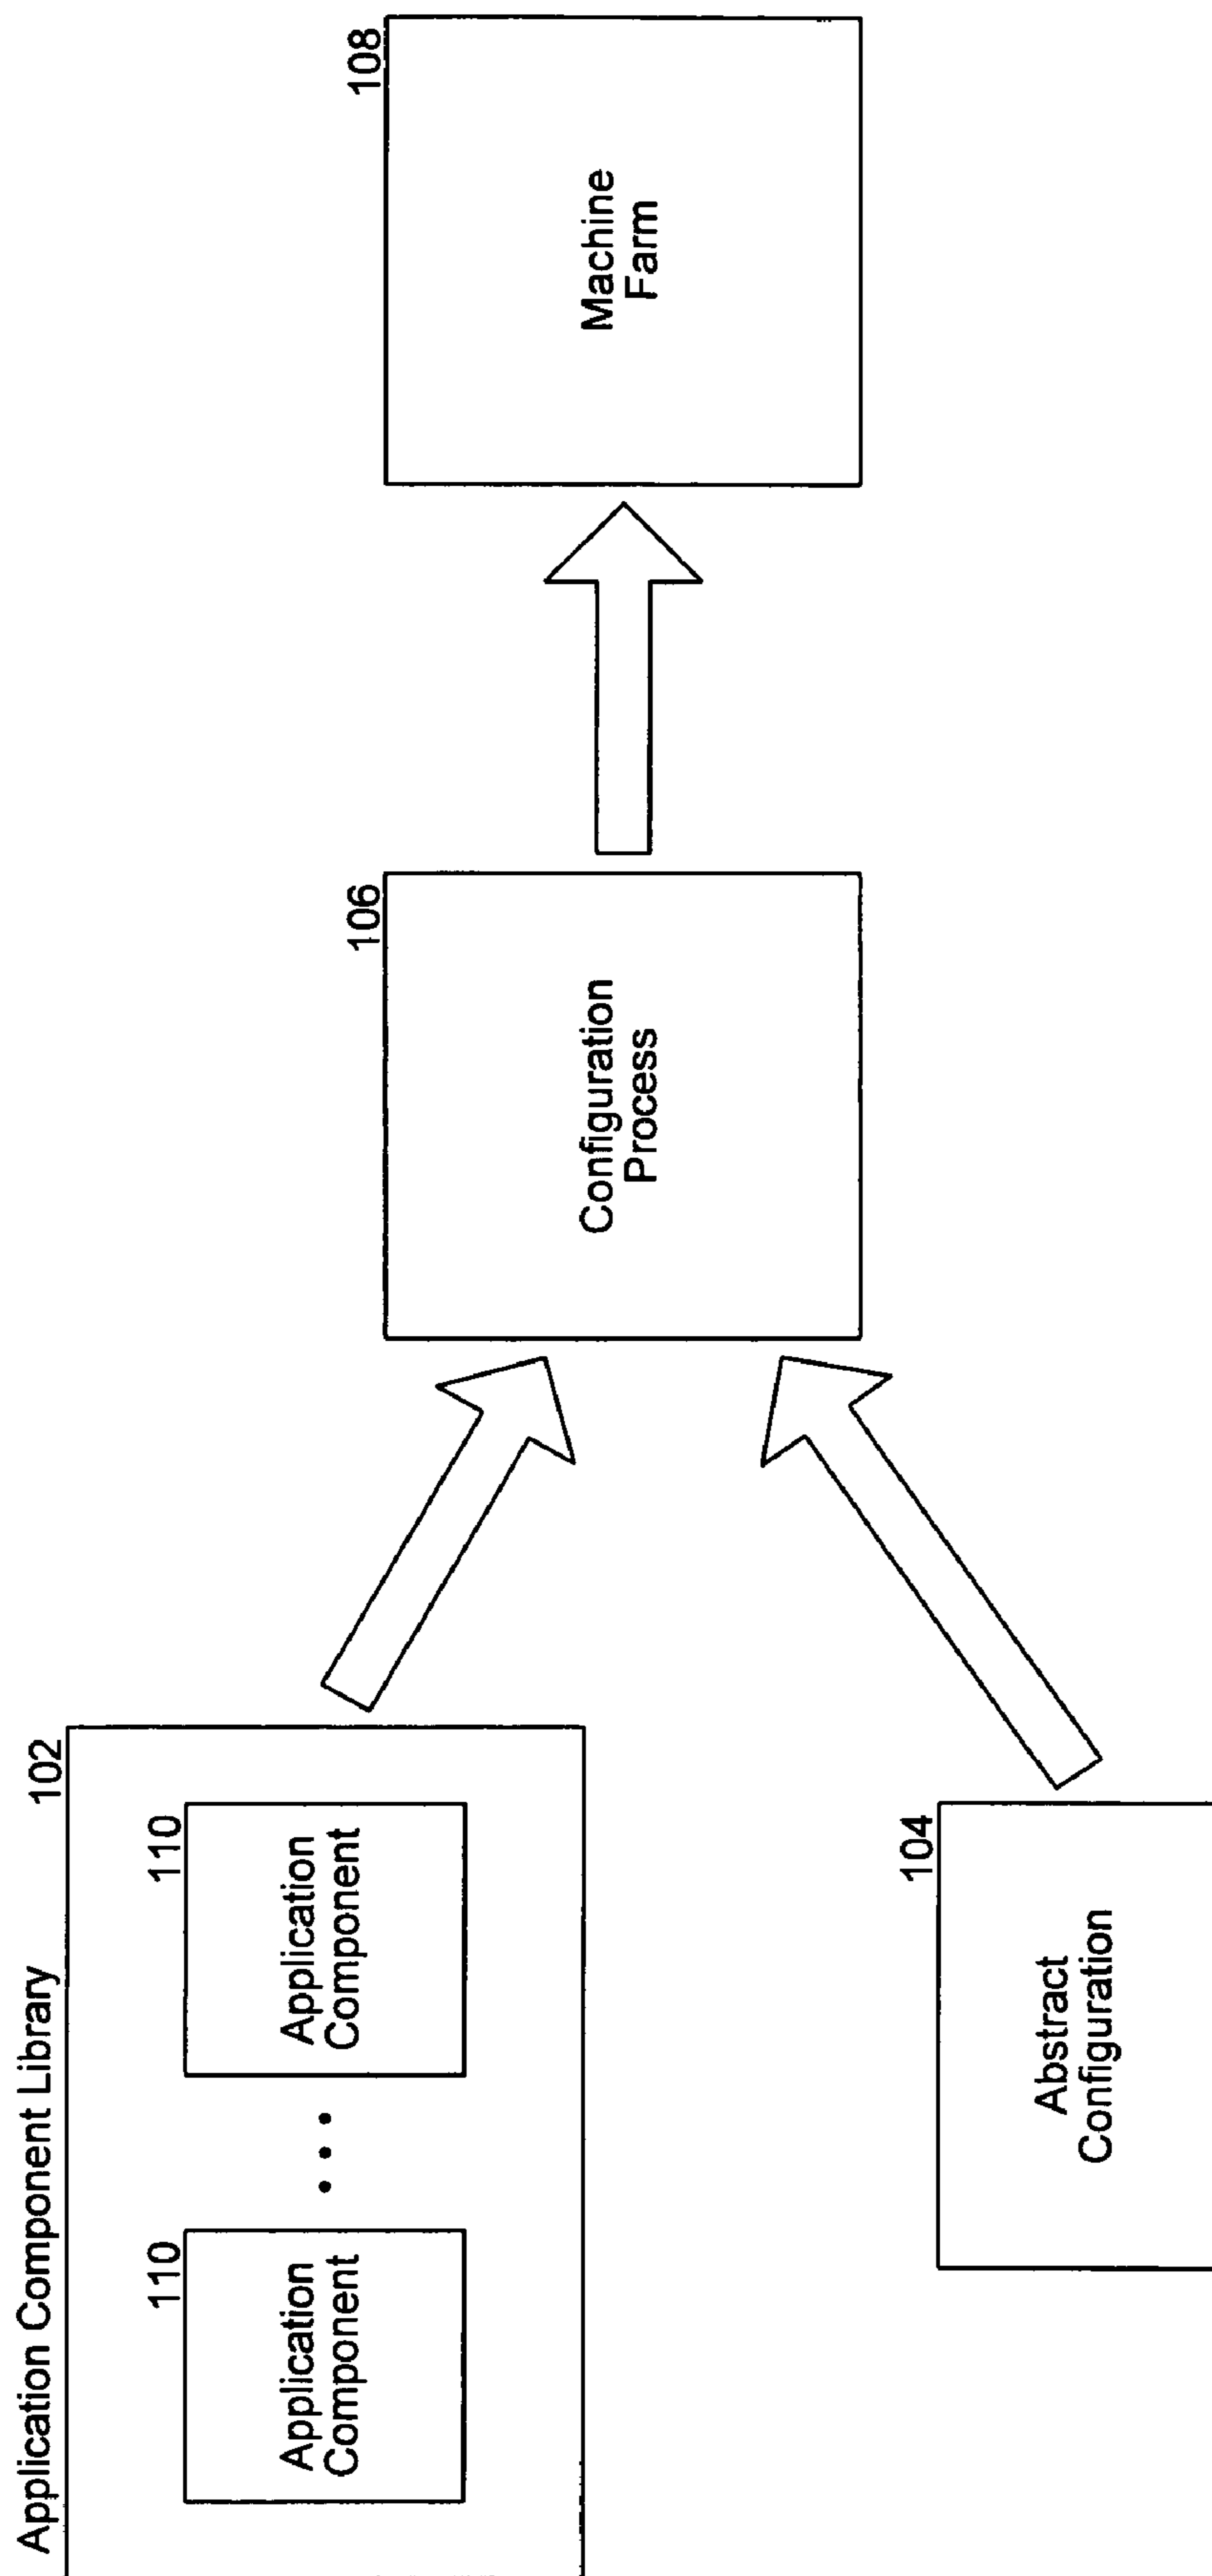 Application Component Library
102
110
Application
Component
. . .
110
Application
Component
104
Abstract
Configuration
106
Configuration
Process
108
Machine
Farm